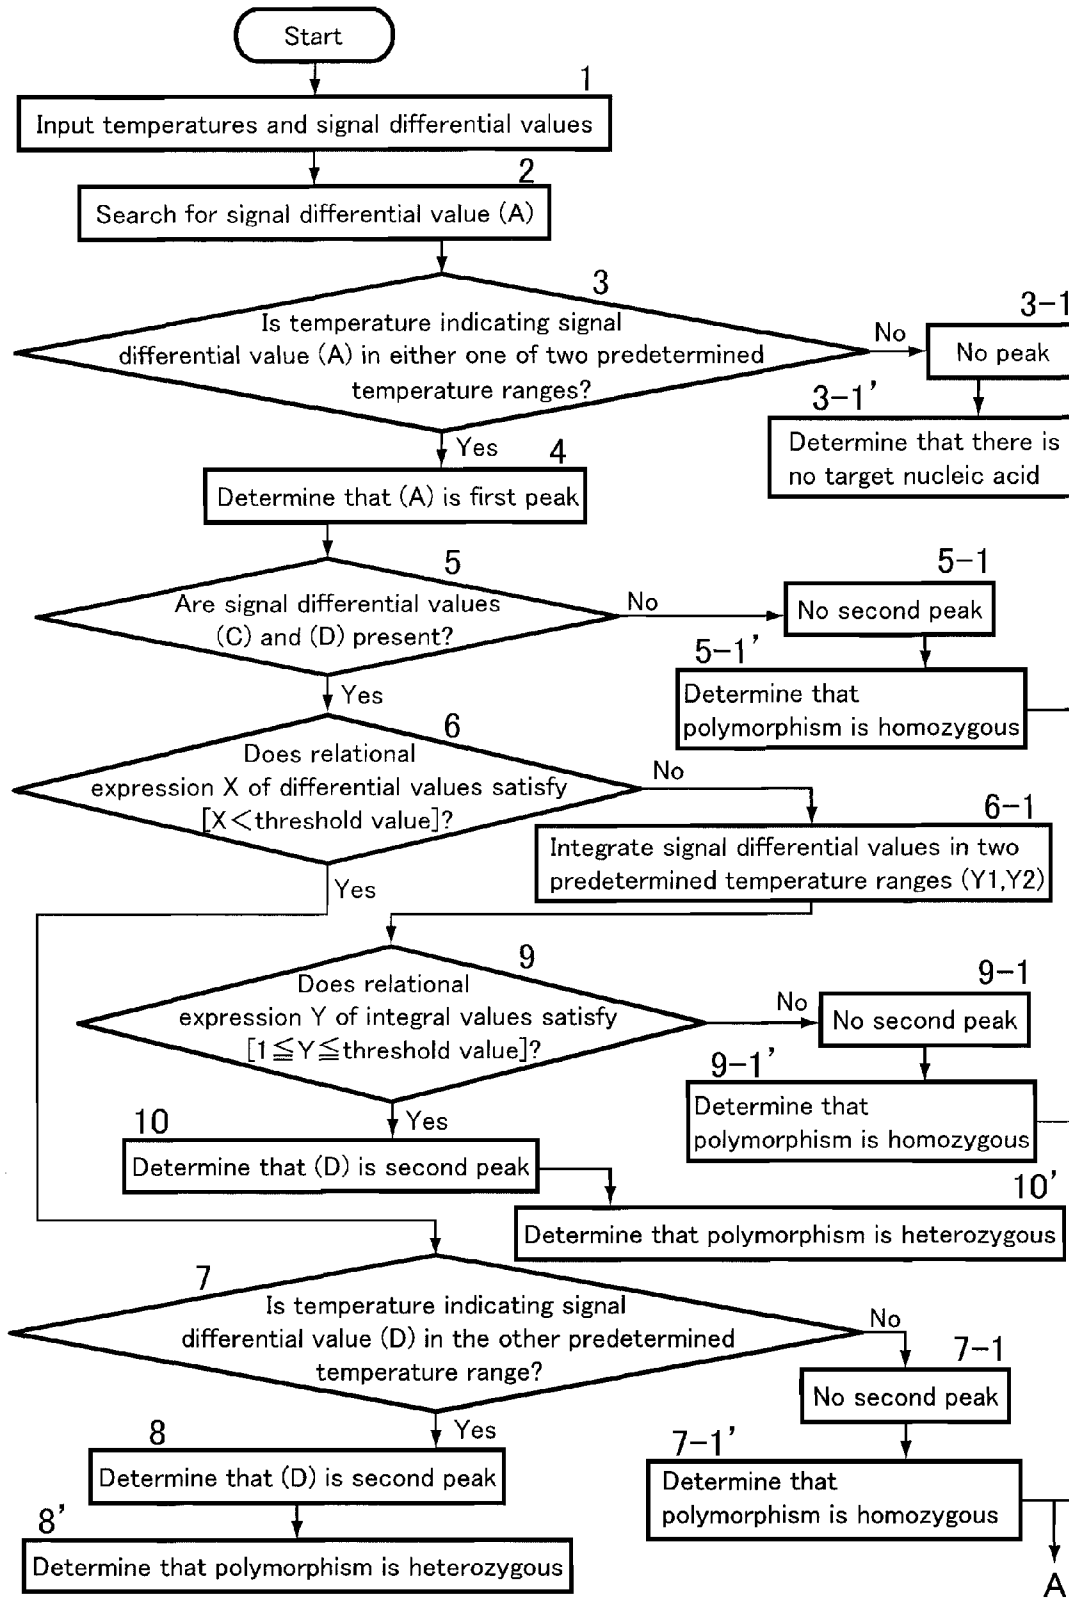 Start
1
Input temperatures and signal differential values
2
Search for signal differential value (A)
3
Is temperature indicating signal
differential value (A) in either one of two predetermined
temperature ranges?
No
3-1
No peak
3-1'
Determine that there is
no target nucleic acid
Yes
4
Determine that (A) is first peak
5
Are signal differential values
(C) and (D) present?
No
5-1
No second peak
5-1'
Determine that
polymorphism is homozygous
Yes
6
Does relational
expression X of differential values satisfy
[X<threshold value]?
No
6-1
Integrate signal differential values in two
predetermined temperature ranges (Y1,Y2)
Yes
9
Does relational
expression Y of integral values satisfy
[1≦Y≦threshold value]?
No
9-1
No second peak
9-1'
Determine that
polymorphism is homozygous
Yes
10
Determine that (D) is second peak
10'
Determine that polymorphism is heterozygous
7
Is temperature indicating signal
differential value (D) in the other predetermined
temperature range?
No
7-1
No second peak
7-1'
Determine that
polymorphism is homozygous
Yes
8
Determine that (D) is second peak
8'
Determine that polymorphism is heterozygous
A